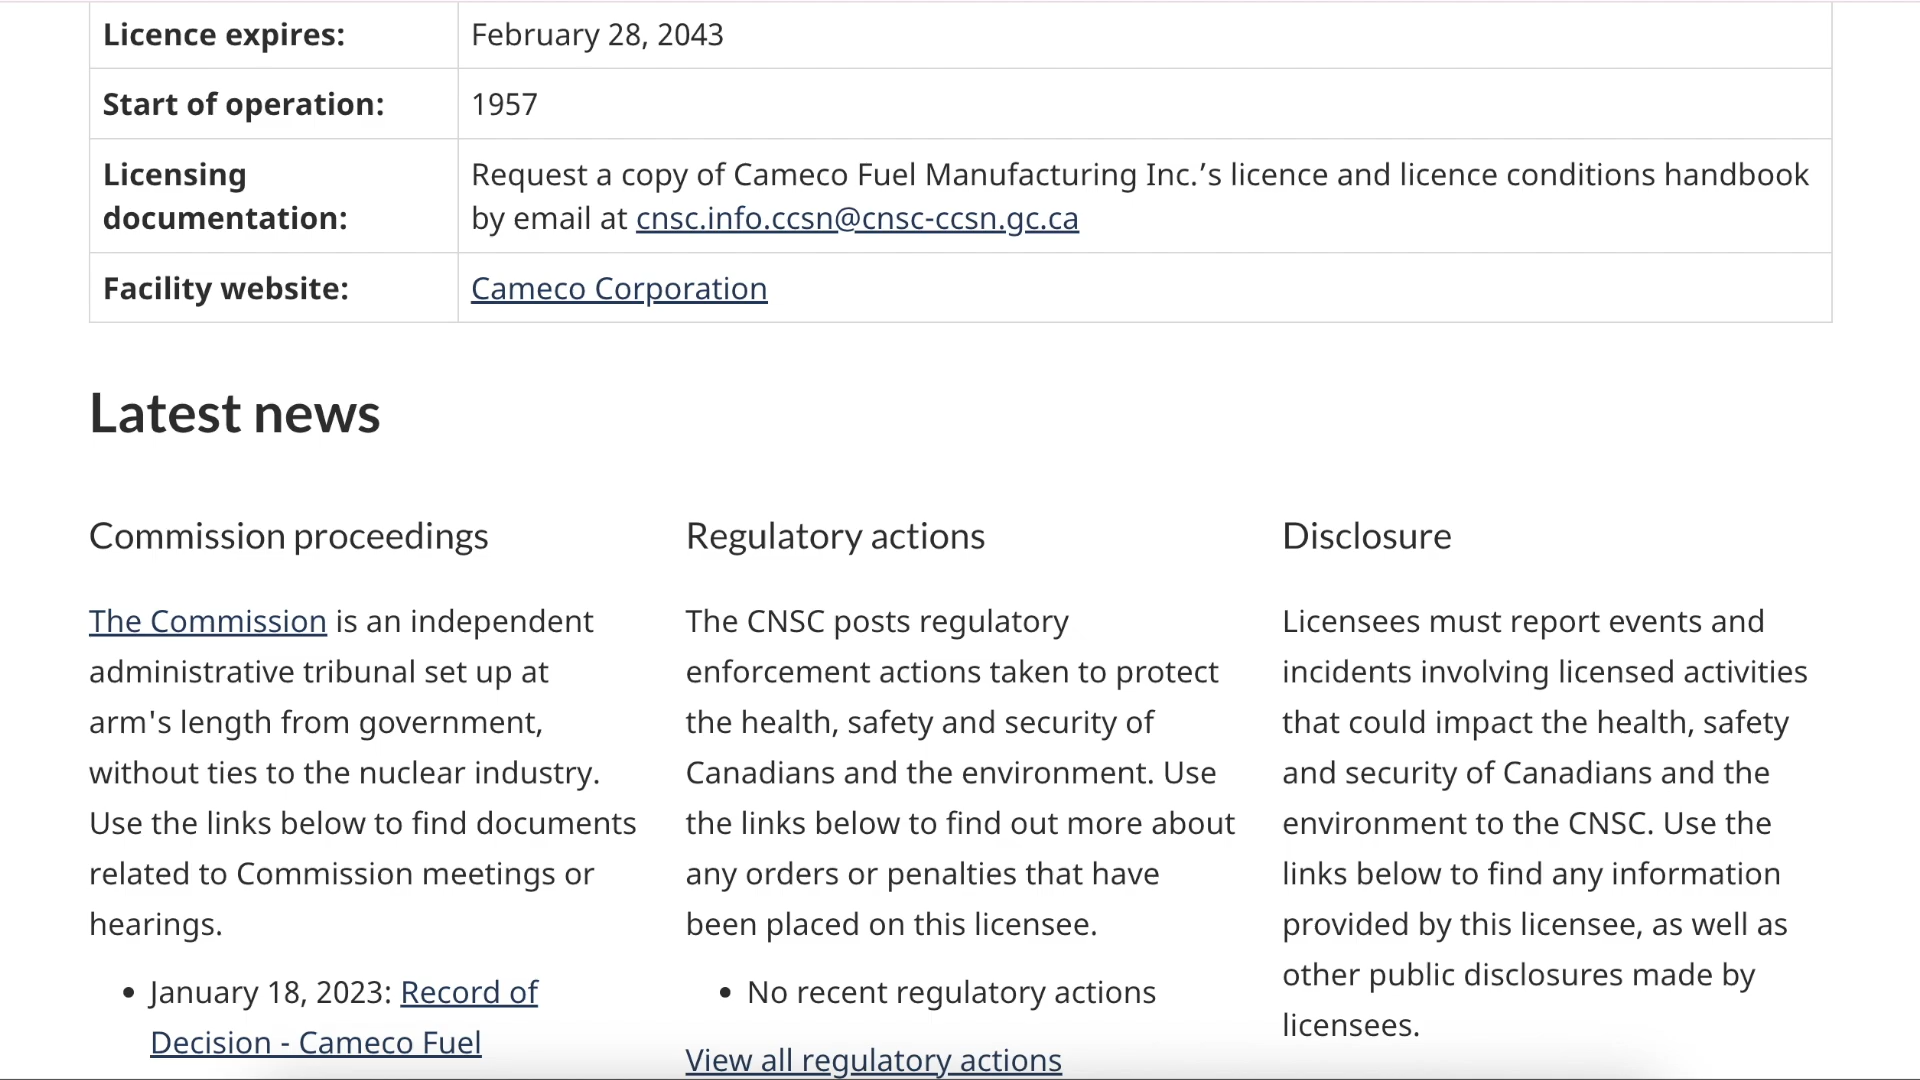 Licence expires: February 28, 2043
Start of operation: 1957
Licensing documentation: Request a copy of Cameco Fuel Manufacturing Inc.’s licence and licence conditions handbook
by email at cnsc.info.ccsn@cnsc-ccsn.gc.ca
Facility website: Cameco Corporation
Latest news
Commission proceedings
The Commission is an independent
administrative tribunal set up at
arm's length from government,
without ties to the nuclear industry.
Use the links below to find documents
related to Commission meetings or
hearings.
• January 18, 2023: Record of
Decision - Cameco Fuel
Regulatory actions
The CNSC posts regulatory
enforcement actions taken to protect
the health, safety and security of
Canadians and the environment. Use
the links below to find out more about
any orders or penalties that have
been placed on this licensee.
• No recent regulatory actions
View all regulatory actions
Disclosure
Licensees must report events and
incidents involving licensed activities
that could impact the health, safety
and security of Canadians and the
environment to the CNSC. Use the
links below to find any information
provided by this licensee, as well as
other public disclosures made by
licensees.